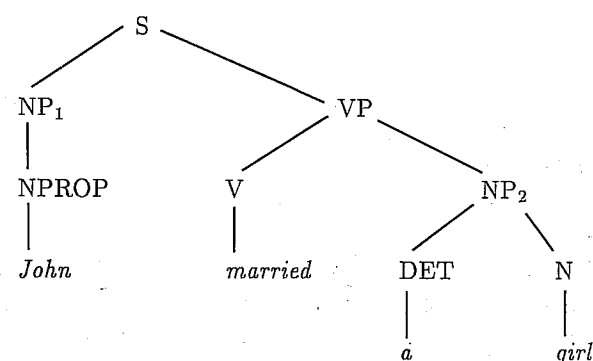 S
NP₁ VP
NPROP V NP₂
John married DET N
a girl